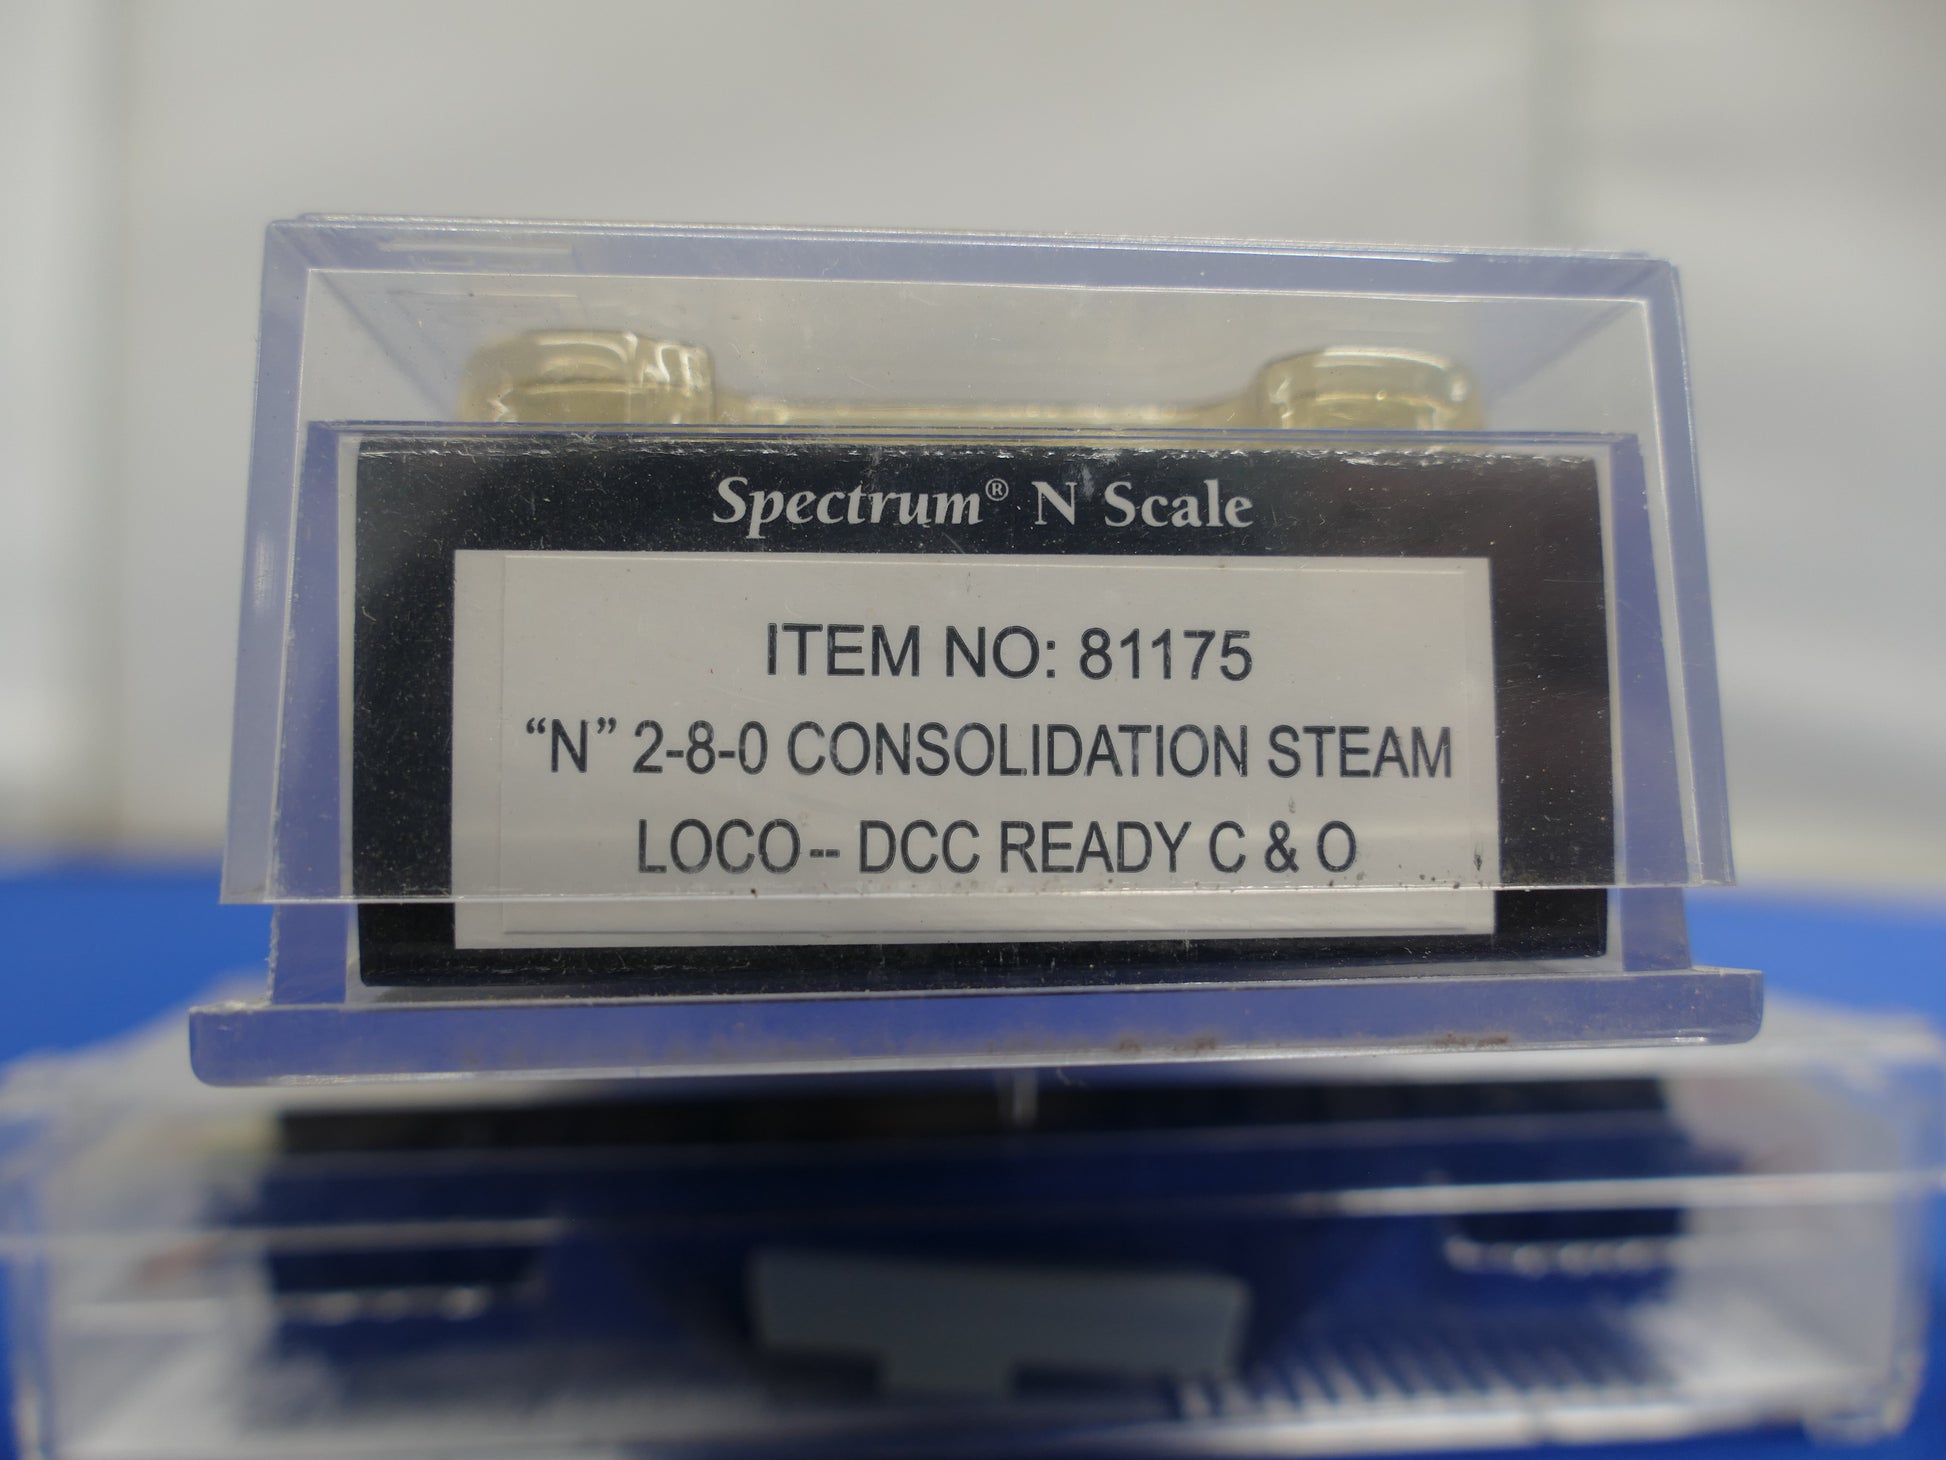 Spectrum® N Scale
ITEM NO: 81175
“N” 2-8-0 CONSOLIDATION STEAM
LOCO-- DCC READY C & O